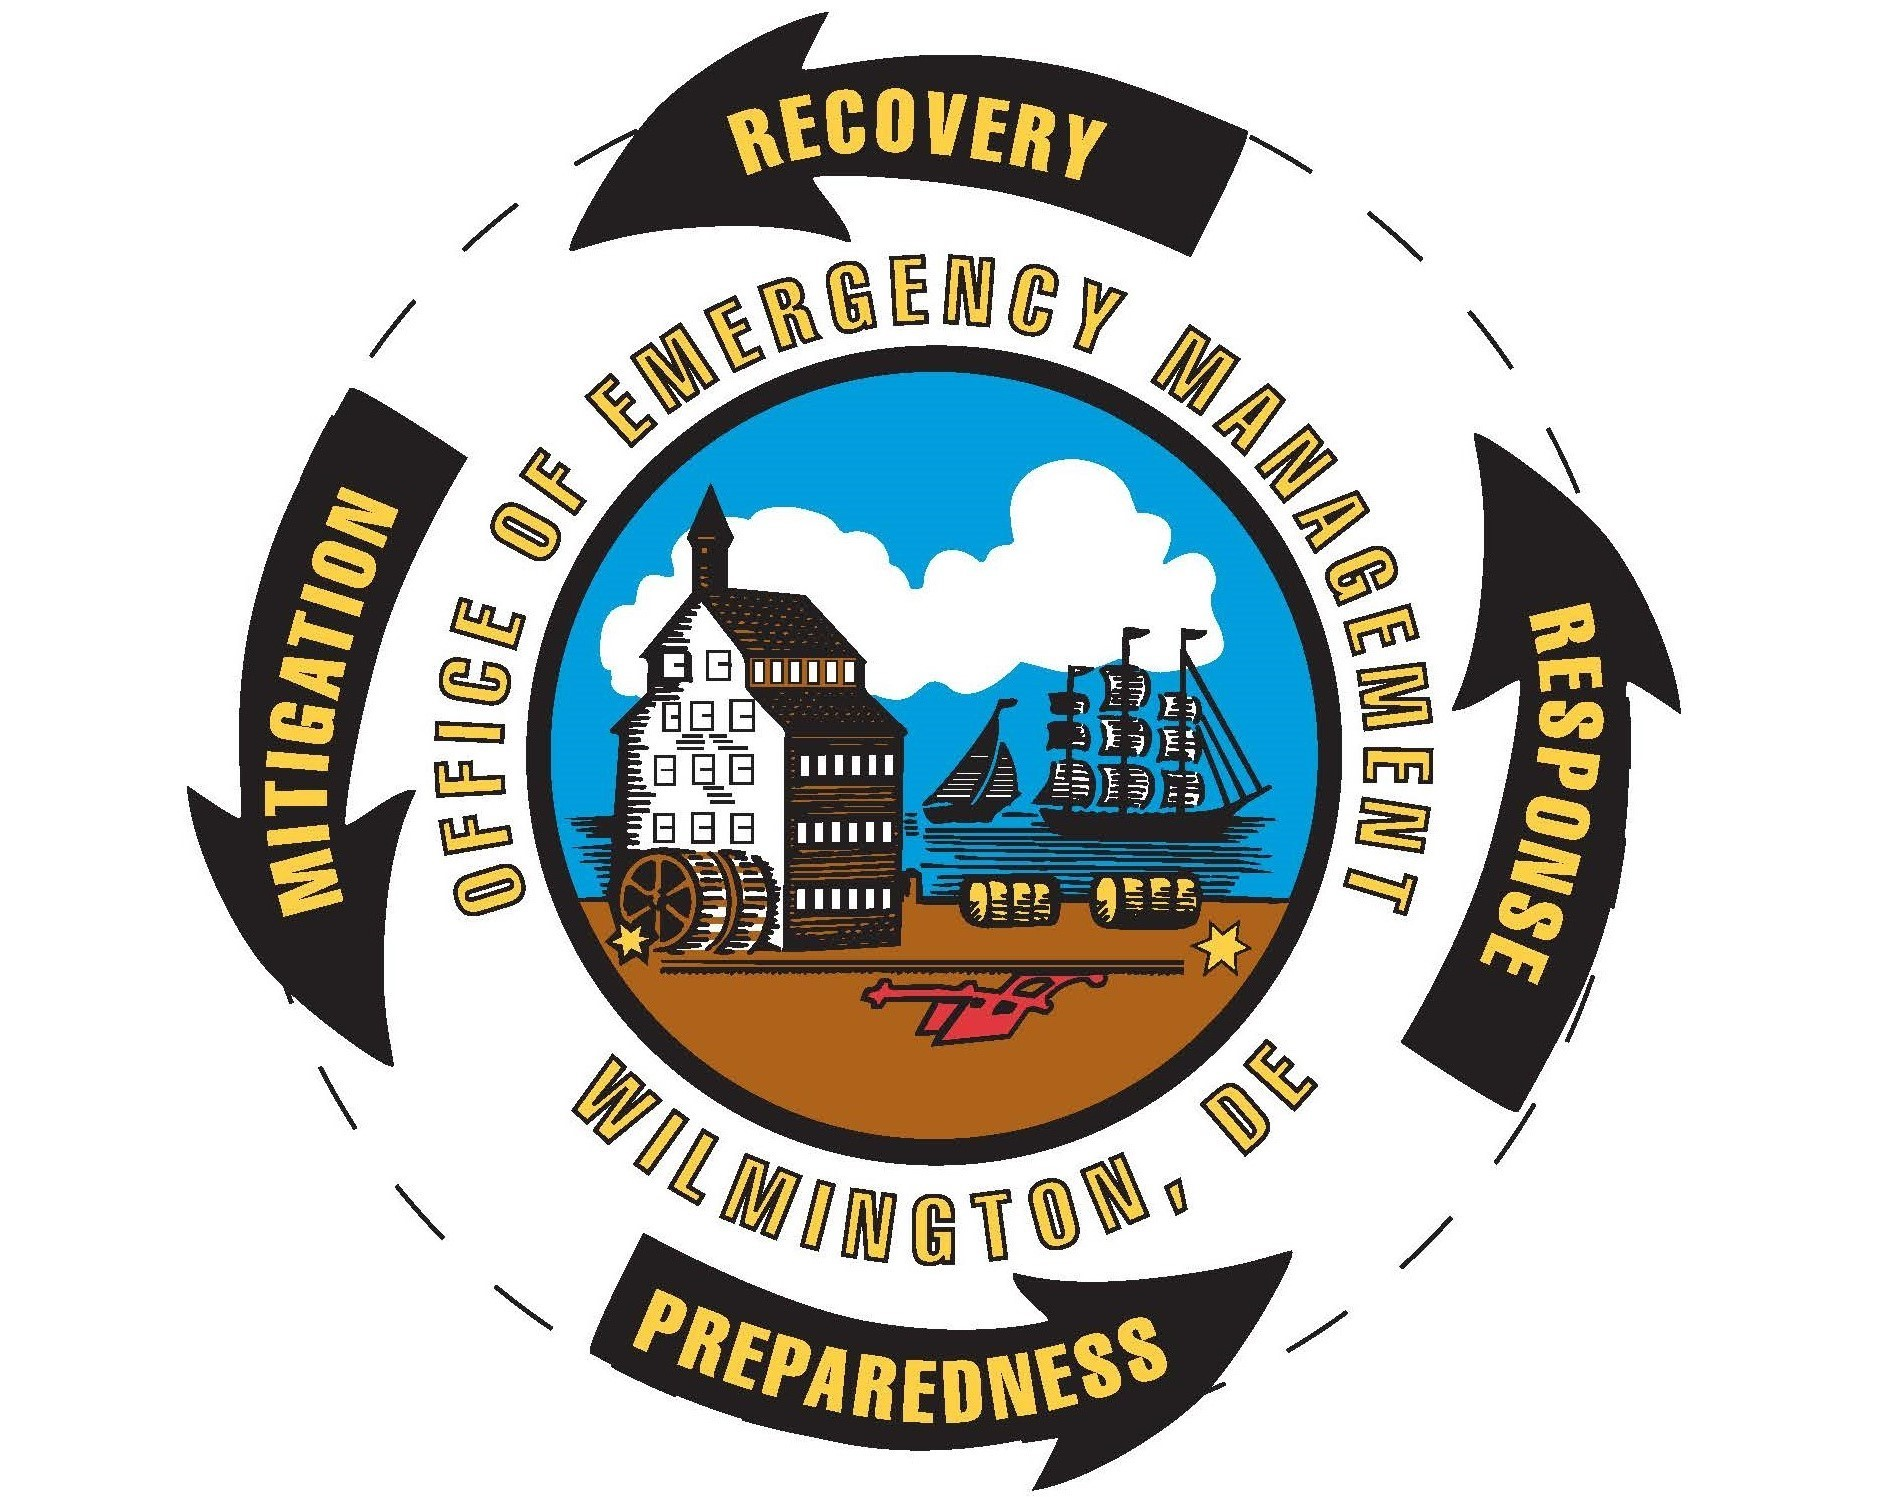 RECOVERY
OFFICE OF EMERGENCY MANAGEMENT
MITIGATION
RESPONSE
WILMINGTON, DE
PREPAREDNESS